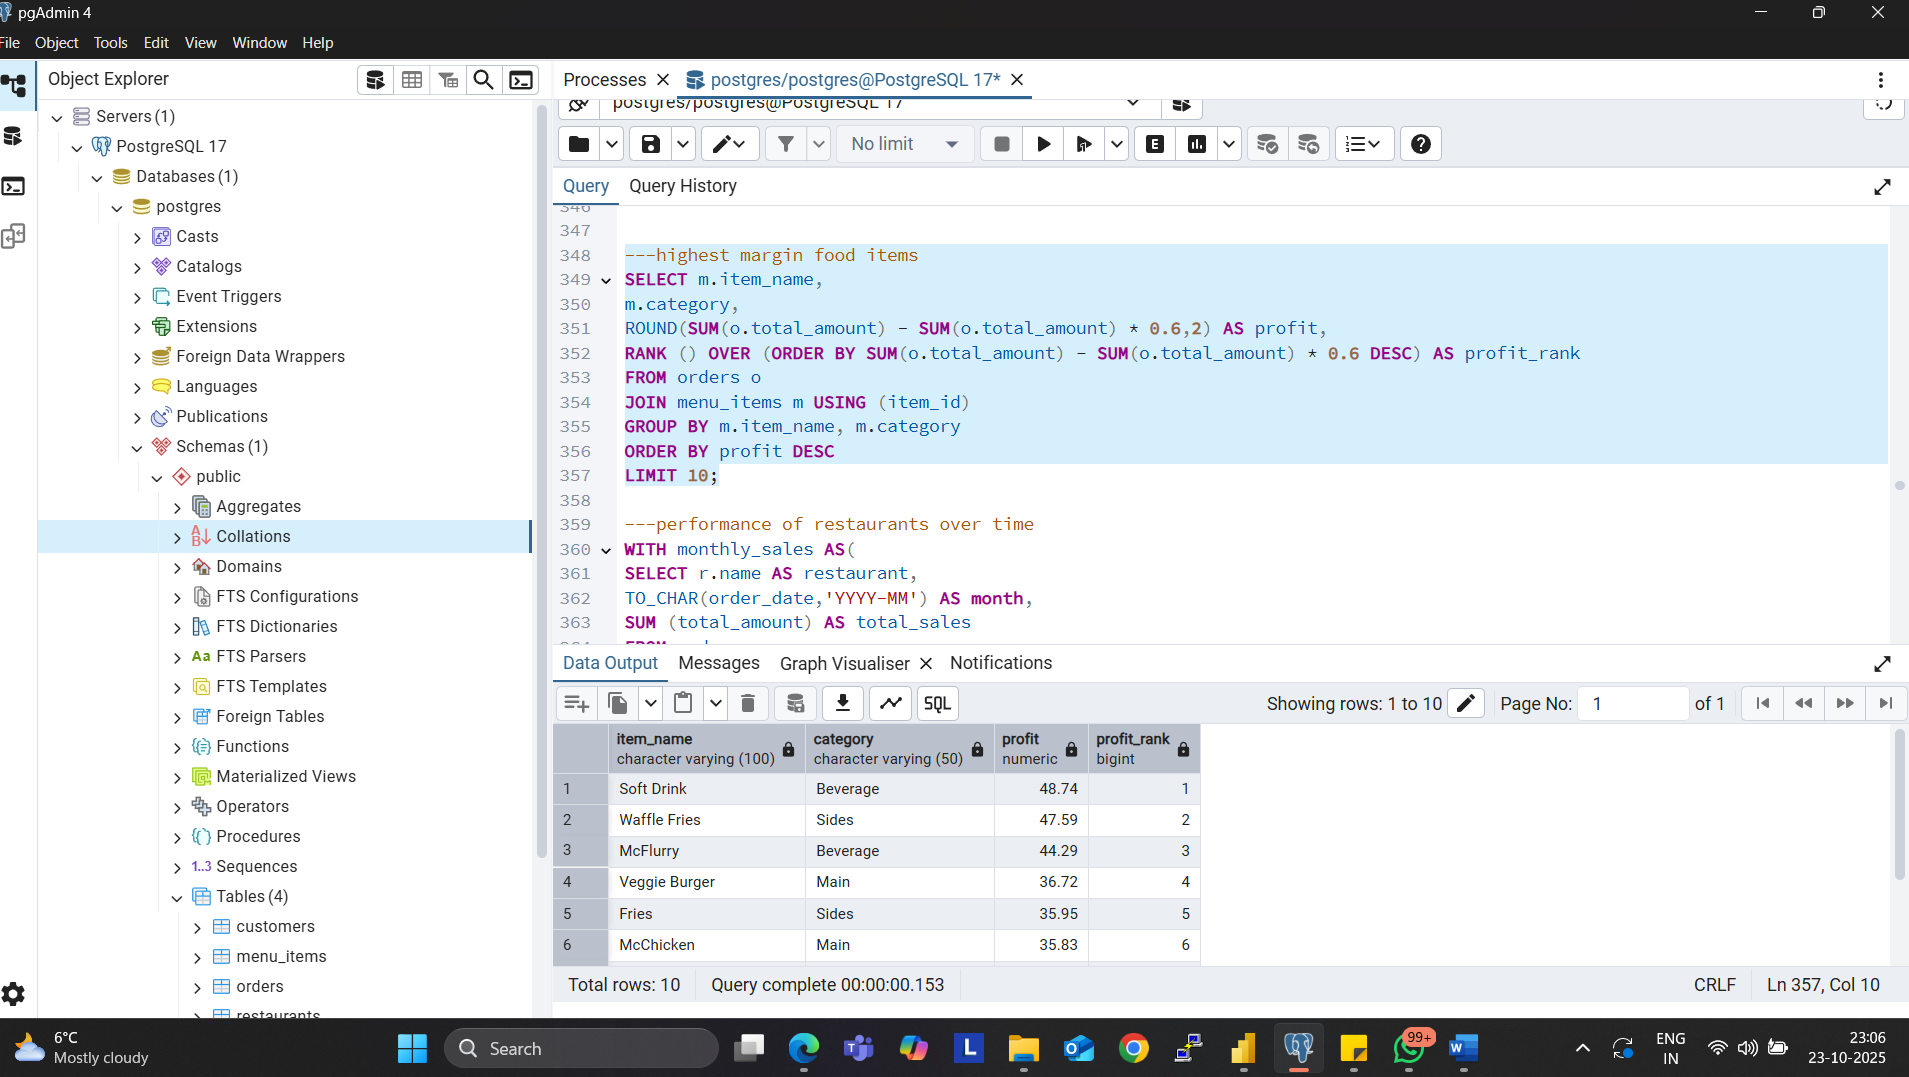 pgAdmin 4
File Object Tools Edit View Window Help
Object Explorer
Processes
postgres/postgres@PostgreSQL 17*
Servers (1)
PostgreSQL 17
Databases (1)
postgres
Casts
Catalogs
Event Triggers
Extensions
Foreign Data Wrappers
Languages
Publications
Schemas (1)
public
Aggregates
Collations
Domains
FTS Configurations
FTS Dictionaries
Aa FTS Parsers
FTS Templates
Foreign Tables
Functions
Materialized Views
Operators
Procedures
1..3 Sequences
Tables (4)
customers
menu_items
orders
restaurants
postgres/postgres@PostgreSQL 17
No limit
E
Query Query History
346
347
348 ---highest margin food items
349 SELECT m.item_name,
350 m.category,
351 ROUND(SUM(o.total_amount) - SUM(o.total_amount) * 0.6,2) AS profit,
352 RANK () OVER (ORDER BY SUM(o.total_amount) - SUM(o.total_amount) * 0.6 DESC) AS profit_rank
353 FROM orders o
354 JOIN menu_items m USING (item_id)
355 GROUP BY m.item_name, m.category
356 ORDER BY profit DESC
357 LIMIT 10;
358
359 ---performance of restaurants over time
360 WITH monthly_sales AS(
361 SELECT r.name AS restaurant,
362 TO_CHAR(order_date,'YYYY-MM') AS month,
363 SUM (total_amount) AS total_sales
Data Output Messages Graph Visualiser Notifications
SQL
Showing rows: 1 to 10
Page No: 1 of 1
item_name character varying (100)
category character varying (50)
profit numeric
profit_rank bigint
1 Soft Drink Beverage 48.74 1
2 Waffle Fries Sides 47.59 2
3 McFlurry Beverage 44.29 3
4 Veggie Burger Main 36.72 4
5 Fries Sides 35.95 5
6 McChicken Main 35.83 6
Total rows: 10 Query complete 00:00:00.153 CRLF Ln 357, Col 10
6°C
Mostly cloudy
Search
L
99+
ENG
IN
23:06
23-10-2025